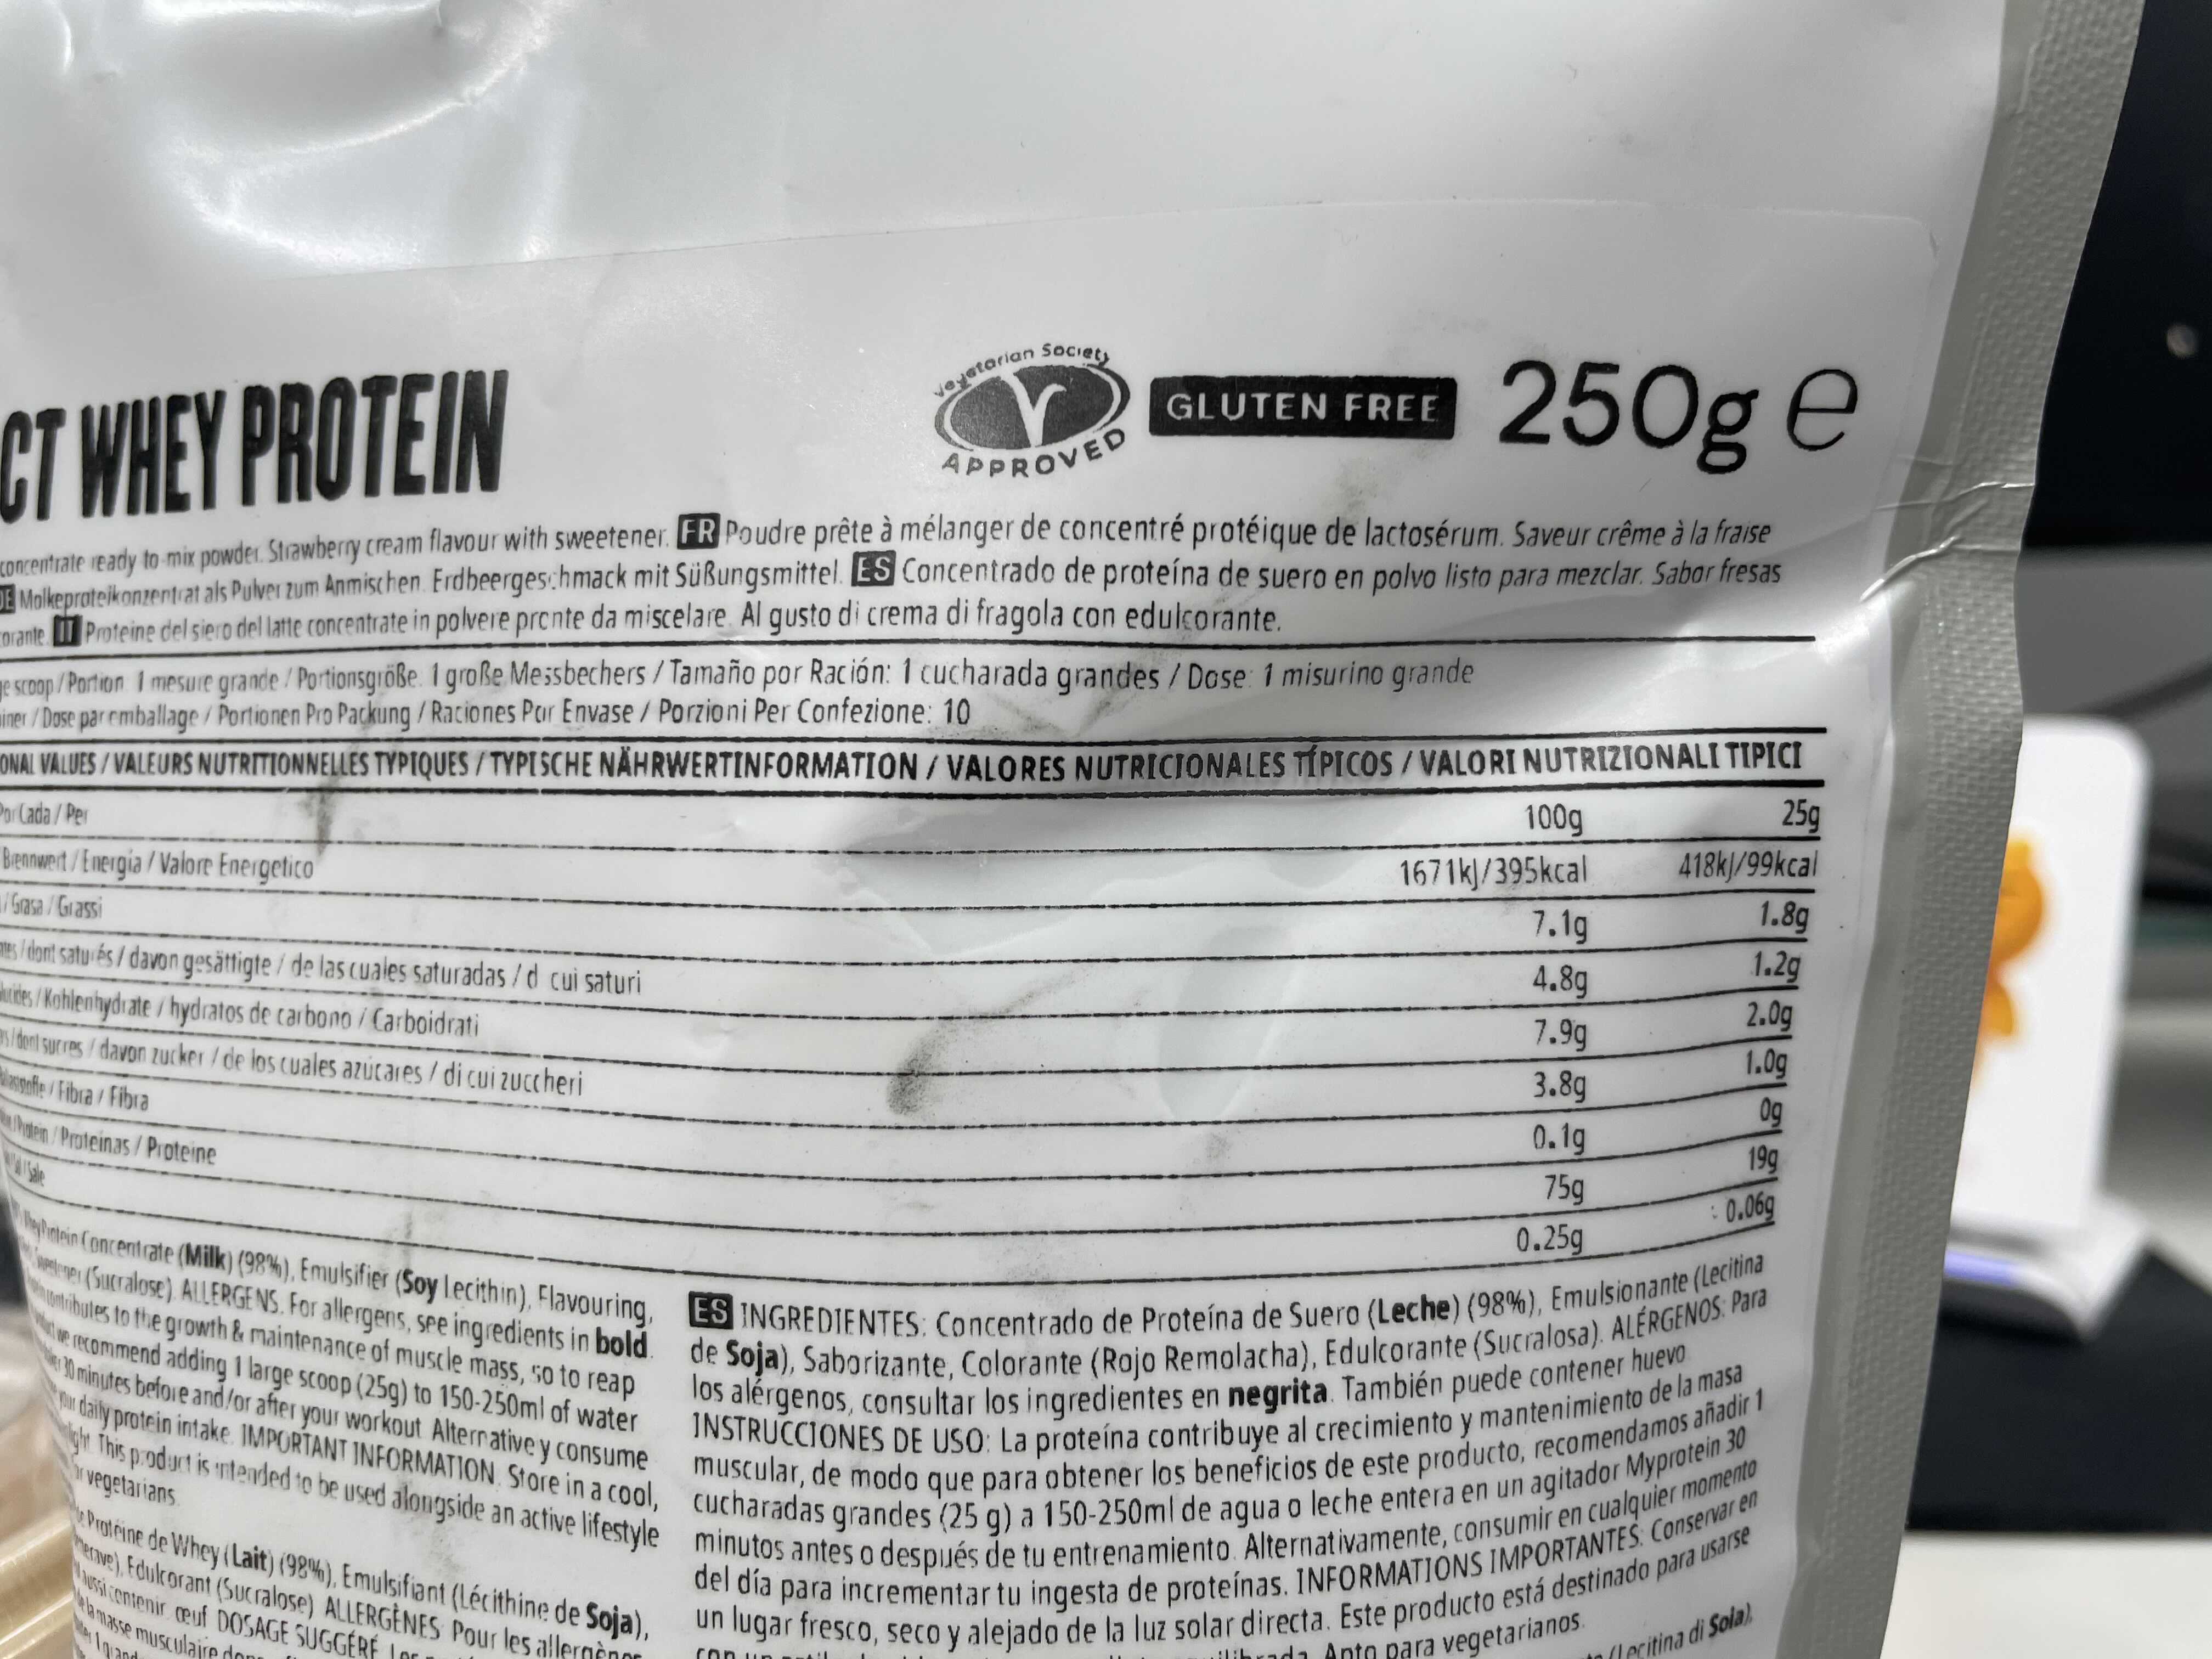 CT WHEY PROTEIN
Vegetarian Society
APPROVED
GLUTEN FREE
250g e
concentrate ready to mix powder. Strawberry cream flavour with sweetener. FR Poudre prête à mélanger de concentré protéique de lactosérum. Saveur crême à la fraise
DE Molkeproteikonzentrat als Pulver zum Anmischen. Erdbeergeschmack mit Süßungsmittel. ES Concentrado de proteína de suero en polvo listo para mezclar. Sabor fresas
corante. IT Proteine del siero del latte concentrate in polvere pronte da miscelare. Al gusto di crema di fragola con edulcorante.
ge scoop / Portion 1 mesure grande / Portionsgröße. 1 große Messbechers / Tamaño por Ración: 1 cucharada grandes / Dose: 1 misurino grande
iner / Dose par emballage / Portionen Pro Packung / Raciones Por Envase / Porzioni Per Confezione: 10
ONAL VALUES / VALEURS NUTRITIONNELLES TYPIQUES / TYPISCHE NÄHRWERTINFORMATION / VALORES NUTRICIONALES TÍPICOS / VALORI NUTRIZIONALI TIPICI
Por Cada / Per 100g 25g
Brennwert / Energía / Valore Energetico 1671kJ/395kcal 418kJ/99kcal
/ Grasa / Grassi 7.1g 1.8g
/ dont saturés / davon gesättigte / de las cuales saturadas / d cui saturi 4.8g 1.2g
/ Kohlenhydrate / hydratos de carbono / Carboidrati 7.9g 2.0g
/ dont sucres / davon zucker / de los cuales azúcares / di cui zuccheri 3.8g 1.0g
/ Fibra / Fibra 0.1g 0g
/ Protein / Proteínas / Proteine 75g 19g
/ Sale 0.25g 0.06g
Whey Protein Concentrate (Milk) (98%), Emulsifier (Soy Lecithin), Flavouring,
(Sucralose). ALLERGENS. For allergens, see ingredients in bold.
contributes to the growth & maintenance of muscle mass, so to reap
we recommend adding 1 large scoop (25g) to 150-250ml of water
30 minutes before and/or after your workout Alternatively consume
your daily protein intake. IMPORTANT INFORMATION. Store in a cool,
This product is intended to be used alongside an active lifestyle
vegetarians.
Protéine de Whey (Lait) (98%), Emulsifiant (Lécithine de Soja),
Edulcorant (Sucralose) ALLERGÈNES Pour les allergènes
contenir œuf DOSAGE SUGGÉRÉ
la masse musculaire
ES INGREDIENTES: Concentrado de Proteína de Suero (Leche) (98%), Emulsionante (Lecitina
de Soja), Saborizante, Colorante (Rojo Remolacha), Edulcorante (Sucralosa). ALÉRGENOS: Para
los alérgenos, consultar los ingredientes en negrita. También puede contener huevo
INSTRUCCIONES DE USO: La proteína contribuye al crecimiento y mantenimiento de la masa
muscular, de modo que para obtener los beneficios de este producto, recomendamos añadir 1
cucharadas grandes (25 g) a 150-250ml de agua o leche entera en un agitador Myprotein 30
minutos antes o después de tu entrenamiento. Alternativamente, consumir en cualquier momento
del día para incrementar tu ingesta de proteínas. INFORMATIONS IMPORTANTES: Conservar en
un lugar fresco, seco y alejado de la luz solar directa. Este producto está destinado para usarse
Apto para vegetarianos.
(Lecitina di Soia),